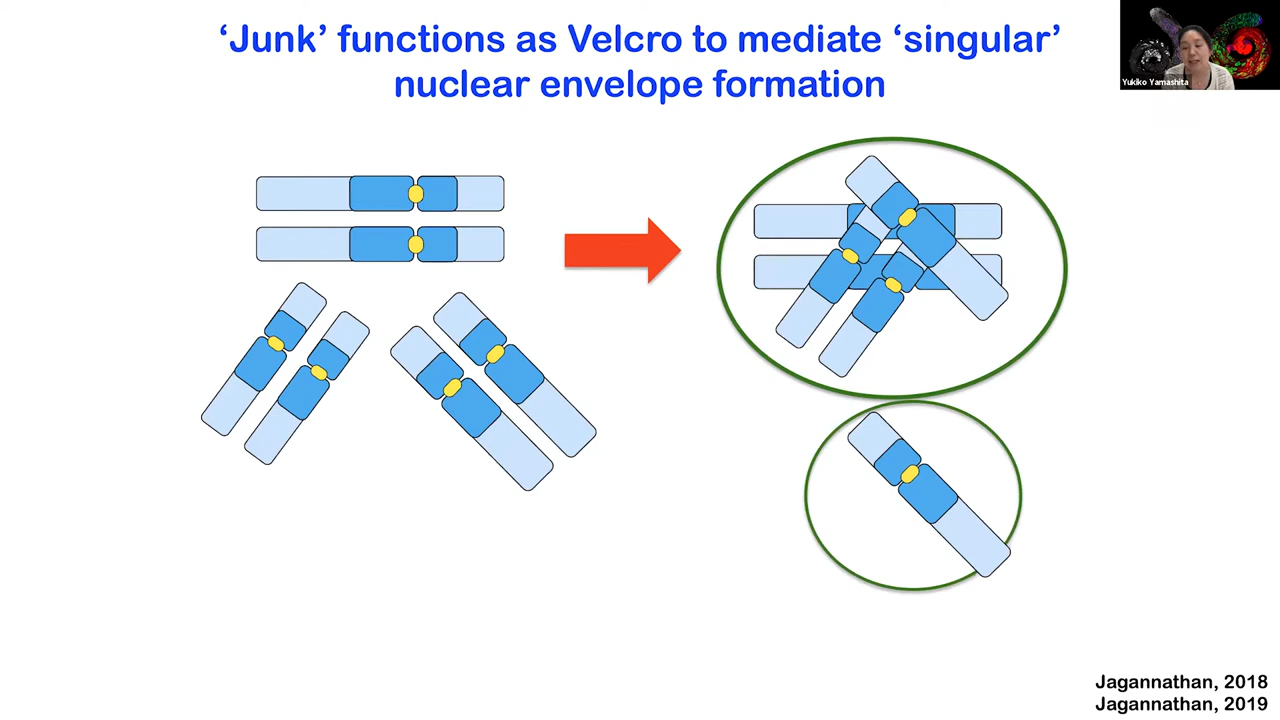 ‘Junk’ functions as Velcro to mediate ‘singular’
nuclear envelope formation
Yukiko Yamashita
Jagannathan, 2018
Jagannathan, 2019